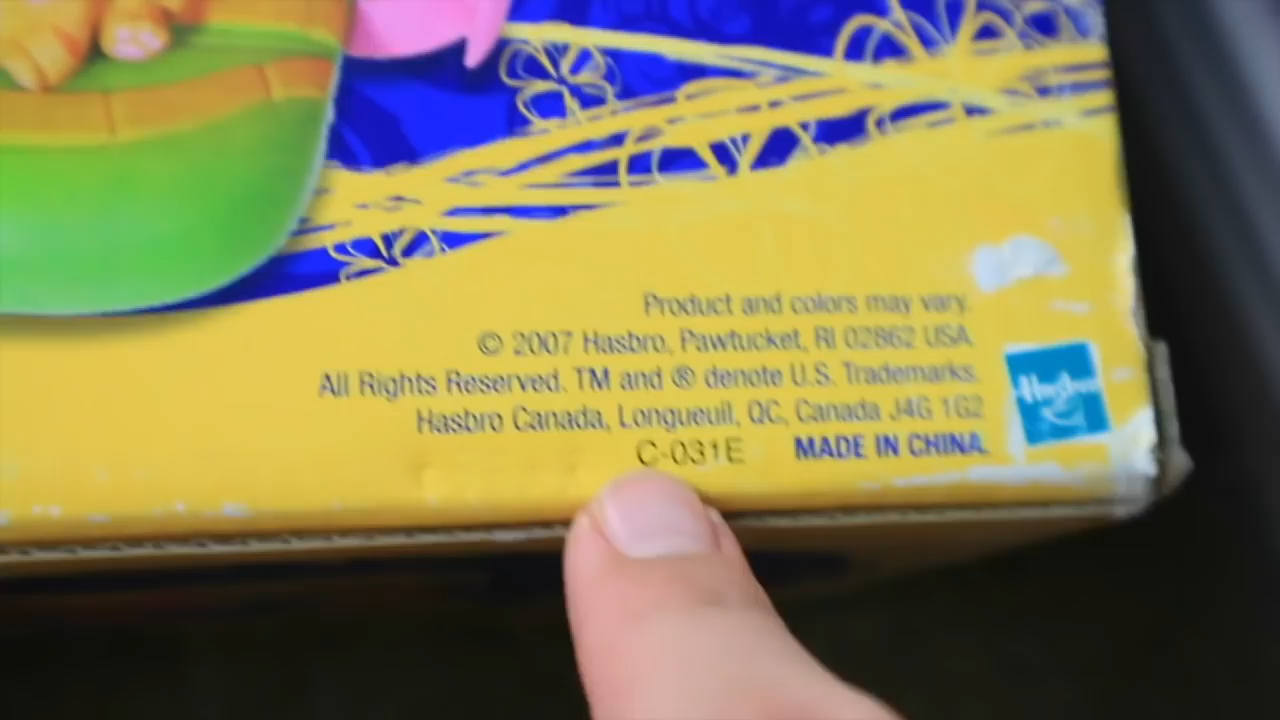 Product and colors may vary.
© 2007 Hasbro, Pawtucket, RI 02862 USA
All Rights Reserved. TM and ® denote U.S. Trademarks.
Hasbro Canada, Longueuil, QC, Canada J4G 1G2
C-031E MADE IN CHINA.
Hasbro